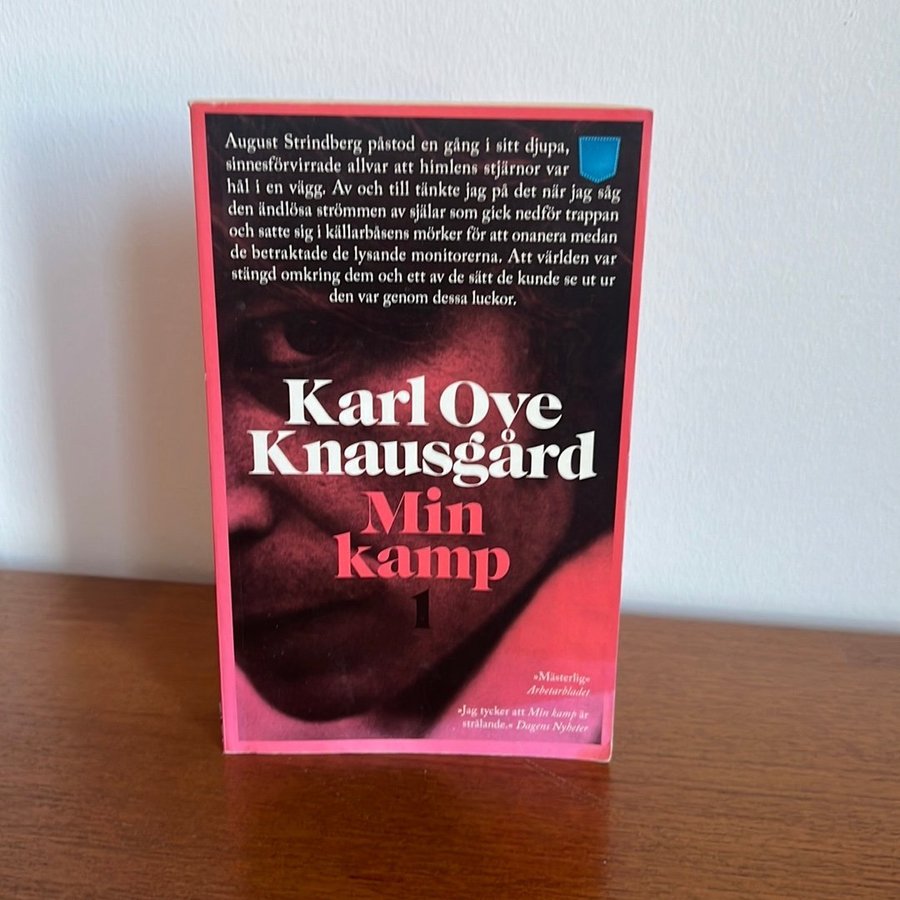 August Strindberg påstod en gång i sitt djupa,
sinnesförvirrade allvar att himlens stjärnor var
hål i en vägg. Av och till tänkte jag på det när jag såg
den ändlösa strömmen av själar som gick nedför trappan
och satte sig i källarbåsens mörker för att onanera medan
de betraktade de lysande monitorerna. Att världen var
stängd omkring dem och ett av de sätt de kunde se ut ur
den var genom dessa luckor.
Karl Ove
Knausgård
Min
kamp
1
»Mästerlig«
Arbetarbladet
»Jag tycker att Min kamp är
strålande.« Dagens Nyheter